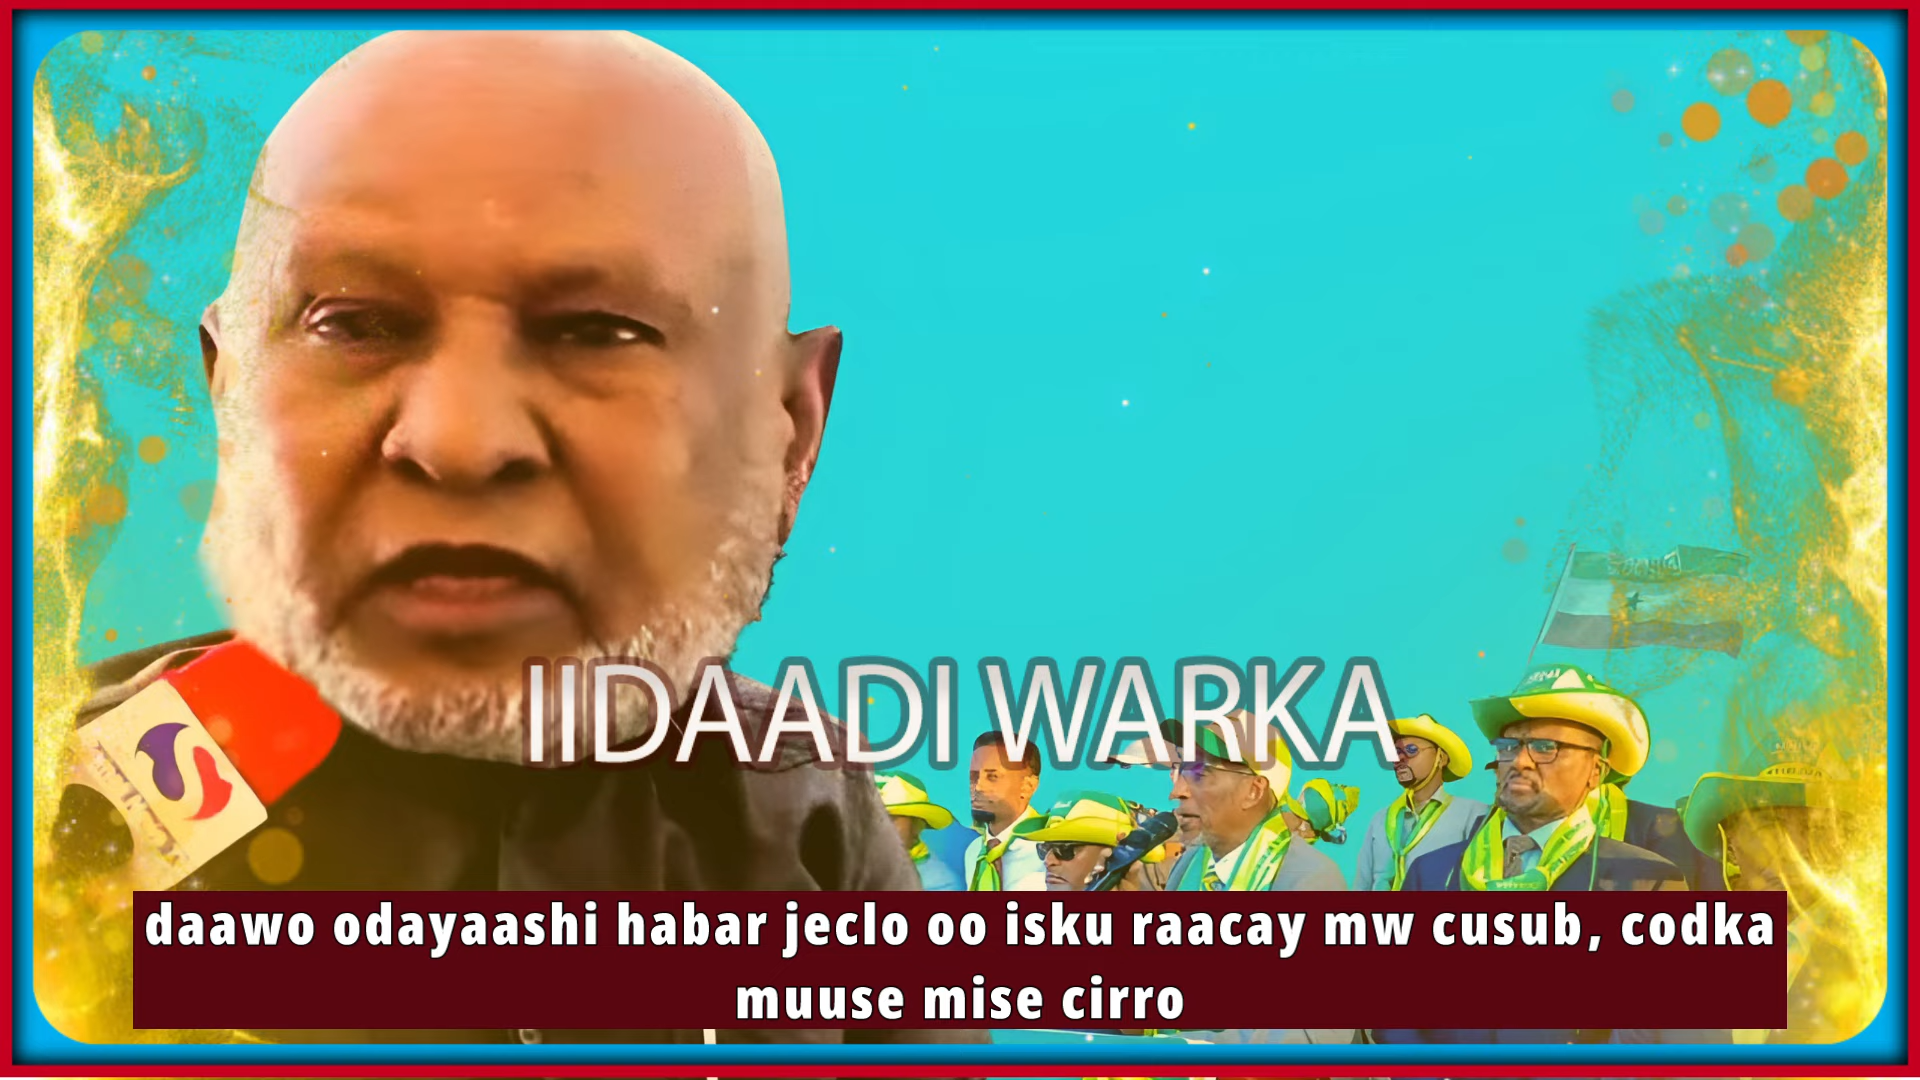 IIDAADI WARKA
daawo odayaashi habar jeclo oo isku raacay mw cusub, codka
muuse mise cirro